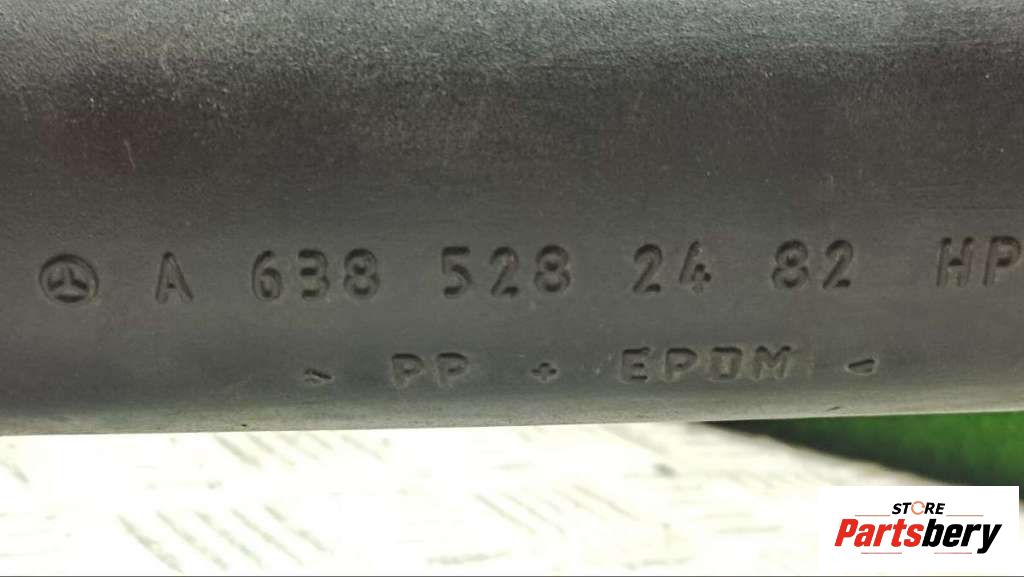 A 638 528 24 82 HP
> PP + EPDM <
STORE
Partsbery